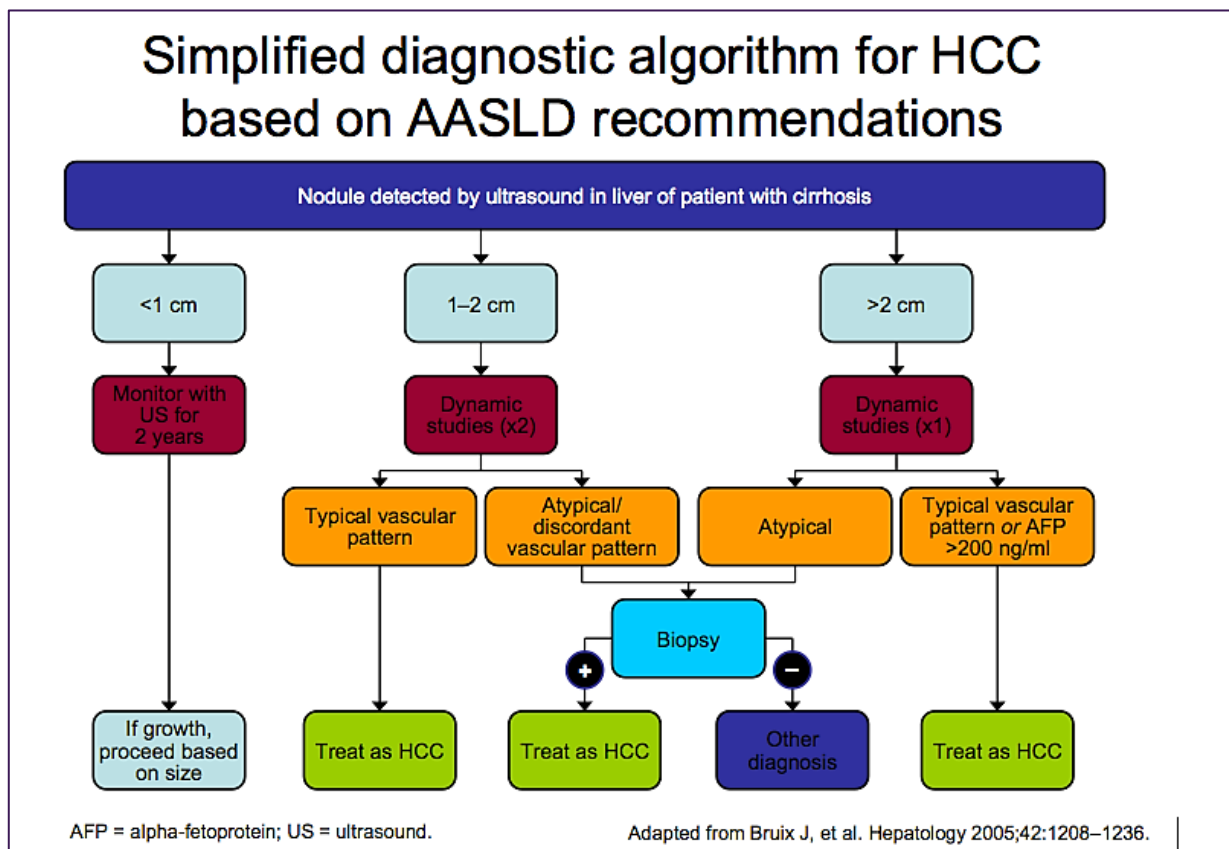 Simplified diagnostic algorithm for HCC
based on AASLD recommendations
Nodule detected by ultrasound in liver of patient with cirrhosis
<1 cm
1–2 cm
>2 cm
Monitor with
US for
2 years
Dynamic
studies (x2)
Dynamic
studies (x1)
Typical vascular
pattern
Atypical/
discordant
vascular pattern
Atypical
Typical vascular
pattern or AFP
>200 ng/ml
Biopsy
+
–
If growth,
proceed based
on size
Treat as HCC
Treat as HCC
Other
diagnosis
Treat as HCC
AFP = alpha-fetoprotein; US = ultrasound.
Adapted from Bruix J, et al. Hepatology 2005;42:1208–1236.